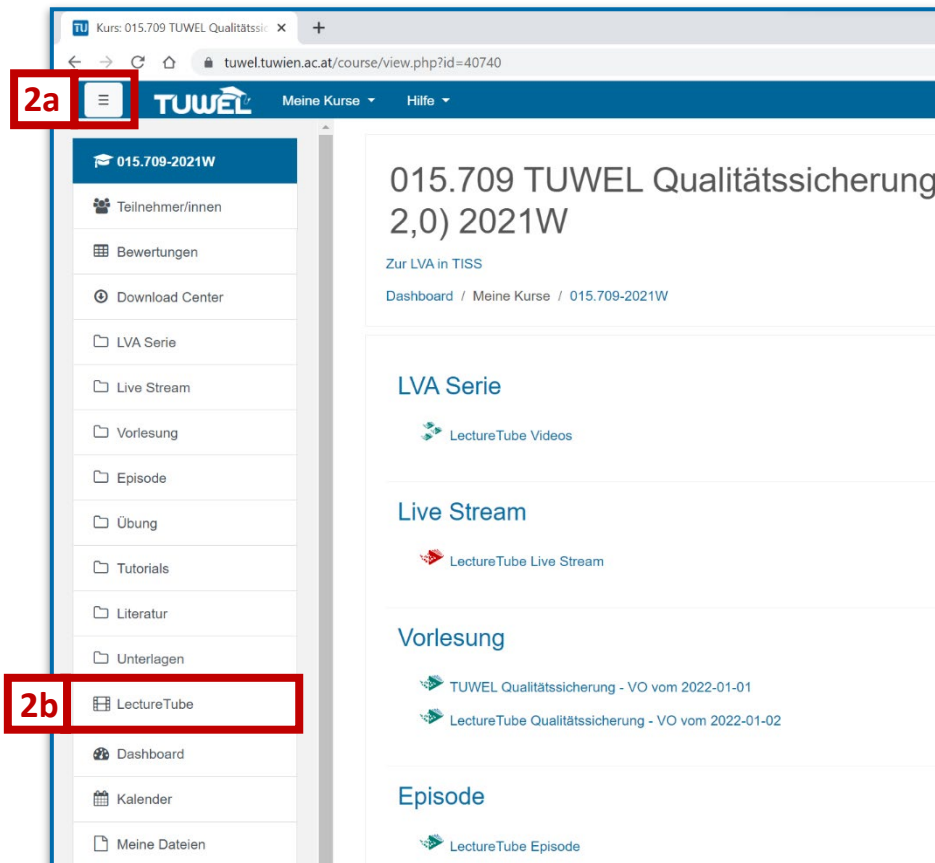 Kurs: 015.709 TUWEL Qualitätssic
tuwel.tuwien.ac.at/course/view.php?id=40740
2a
TUWEL
Meine Kurse
Hilfe
015.709-2021W
Teilnehmer/innen
Bewertungen
Download Center
LVA Serie
Live Stream
Vorlesung
Episode
Übung
Tutorials
Literatur
Unterlagen
2b
LectureTube
Dashboard
Kalender
Meine Dateien
015.709 TUWEL Qualitätssicherung
2,0) 2021W
Zur LVA in TISS
Dashboard / Meine Kurse / 015.709-2021W
LVA Serie
LectureTube Videos
Live Stream
LectureTube Live Stream
Vorlesung
TUWEL Qualitätssicherung - VO vom 2022-01-01
LectureTube Qualitätssicherung - VO vom 2022-01-02
Episode
LectureTube Episode